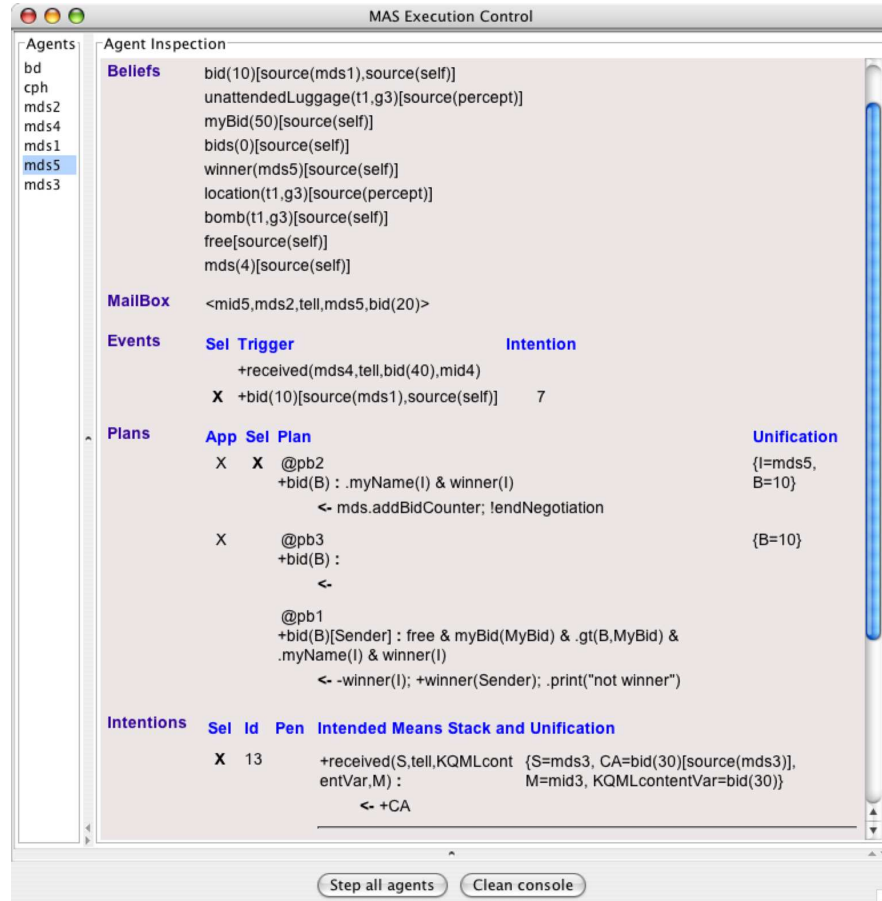 MAS Execution Control
Agents
bd
cph
mds2
mds4
mds1
mds5
mds3
Agent Inspection
Beliefs
bid(10)[source(mds1),source(self)]
unattendedLuggage(t1,g3)[source(percept)]
myBid(50)[source(self)]
bids(0)[source(self)]
winner(mds5)[source(self)]
location(t1,g3)[source(percept)]
bomb(t1,g3)[source(self)]
free[source(self)]
mds(4)[source(self)]
MailBox <mid5,mds2,tell,mds5,bid(20)>
Events Sel Trigger Intention
+received(mds4,tell,bid(40),mid4)
X +bid(10)[source(mds1),source(self)] 7
Plans App Sel Plan Unification
X X @pb2 {I=mds5,
+bid(B) : .myName(I) & winner(I) B=10}
<- mds.addBidCounter; !endNegotiation
X @pb3 {B=10}
+bid(B) :
<-
@pb1
+bid(B)[Sender] : free & myBid(MyBid) & .gt(B,MyBid) &
.myName(I) & winner(I)
<- -winner(I); +winner(Sender); .print("not winner")
Intentions Sel Id Pen Intended Means Stack and Unification
X 13 +received(S,tell,KQMLcont {S=mds3, CA=bid(30)[source(mds3)],
entVar,M) : M=mid3, KQMLcontentVar=bid(30)}
<- +CA
Step all agents Clean console